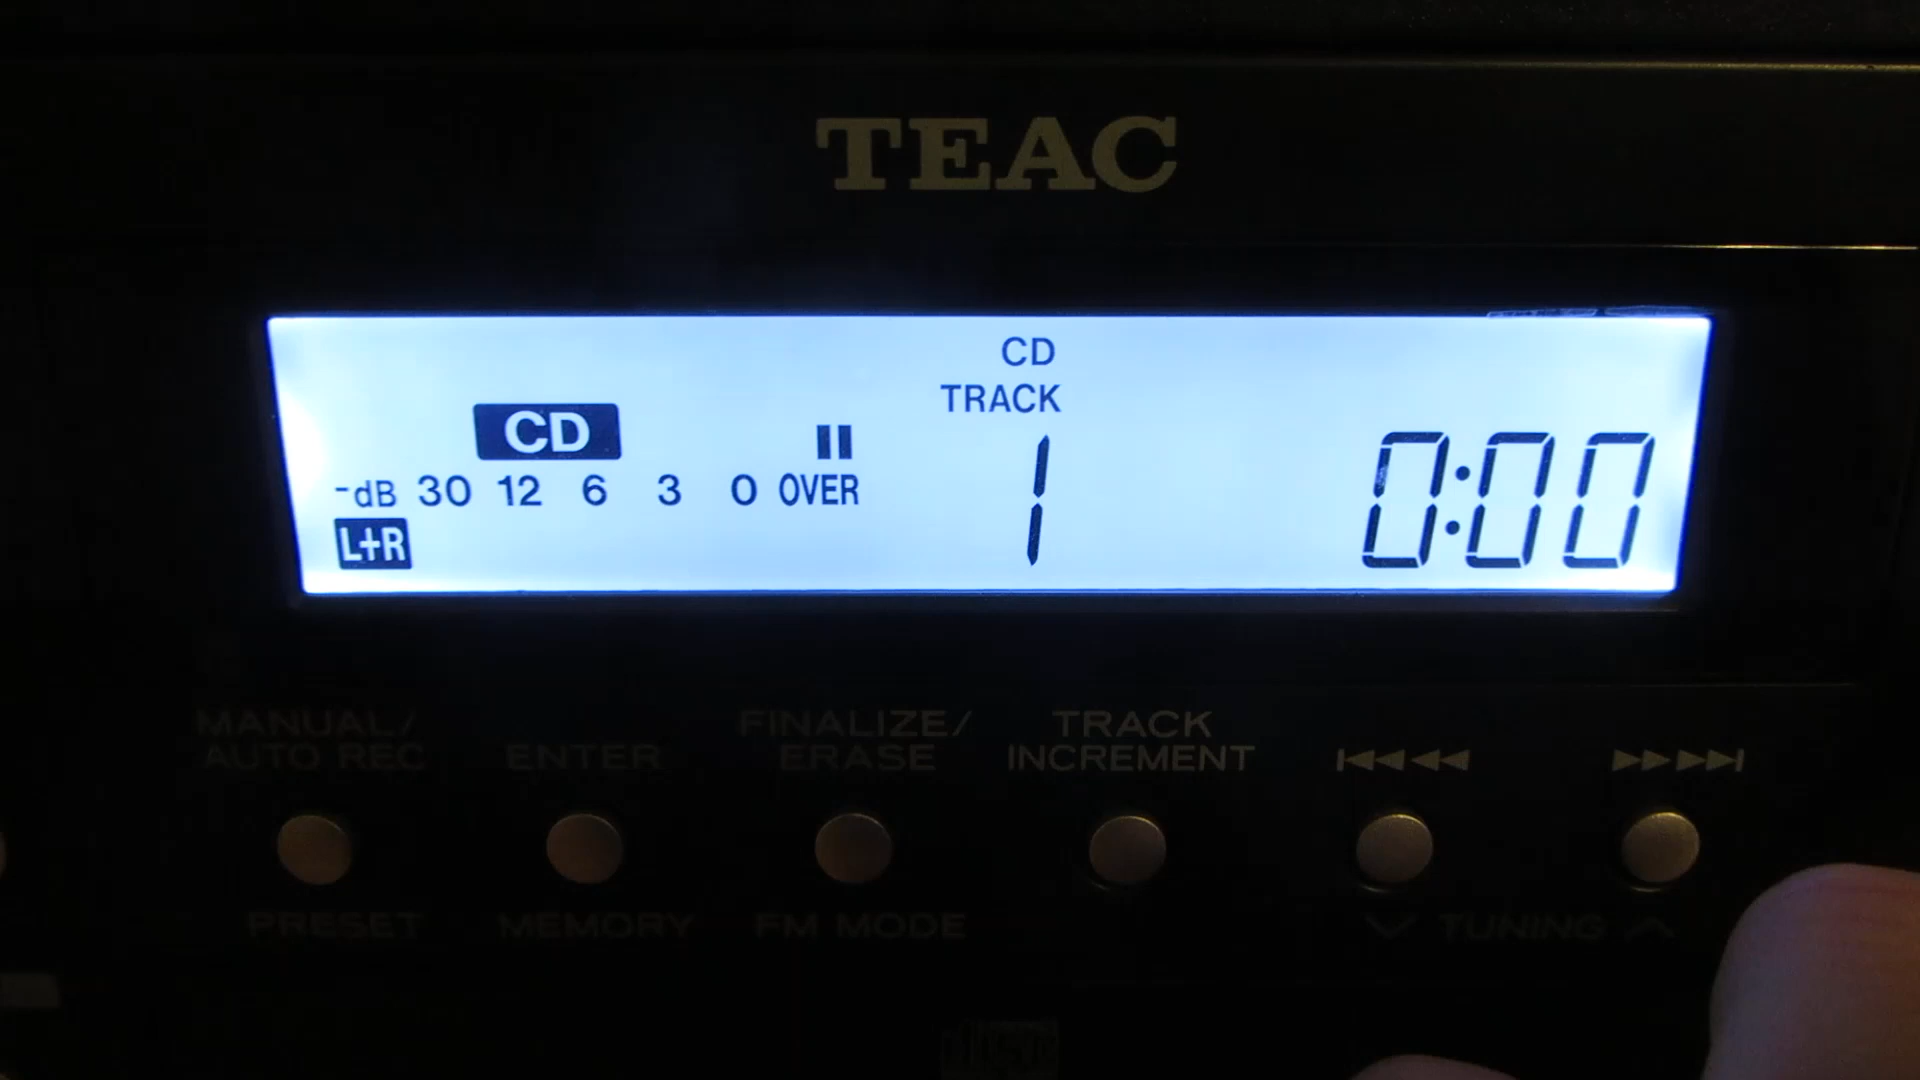 TEAC
CD
TRACK
CD
-dB 30 12 6 3 0 OVER
L+R
1
0:00
MANUAL/
AUTO REC
ENTER
FINALIZE/
ERASE
TRACK
INCREMENT
PRESET
MEMORY
FM MODE
TUNING